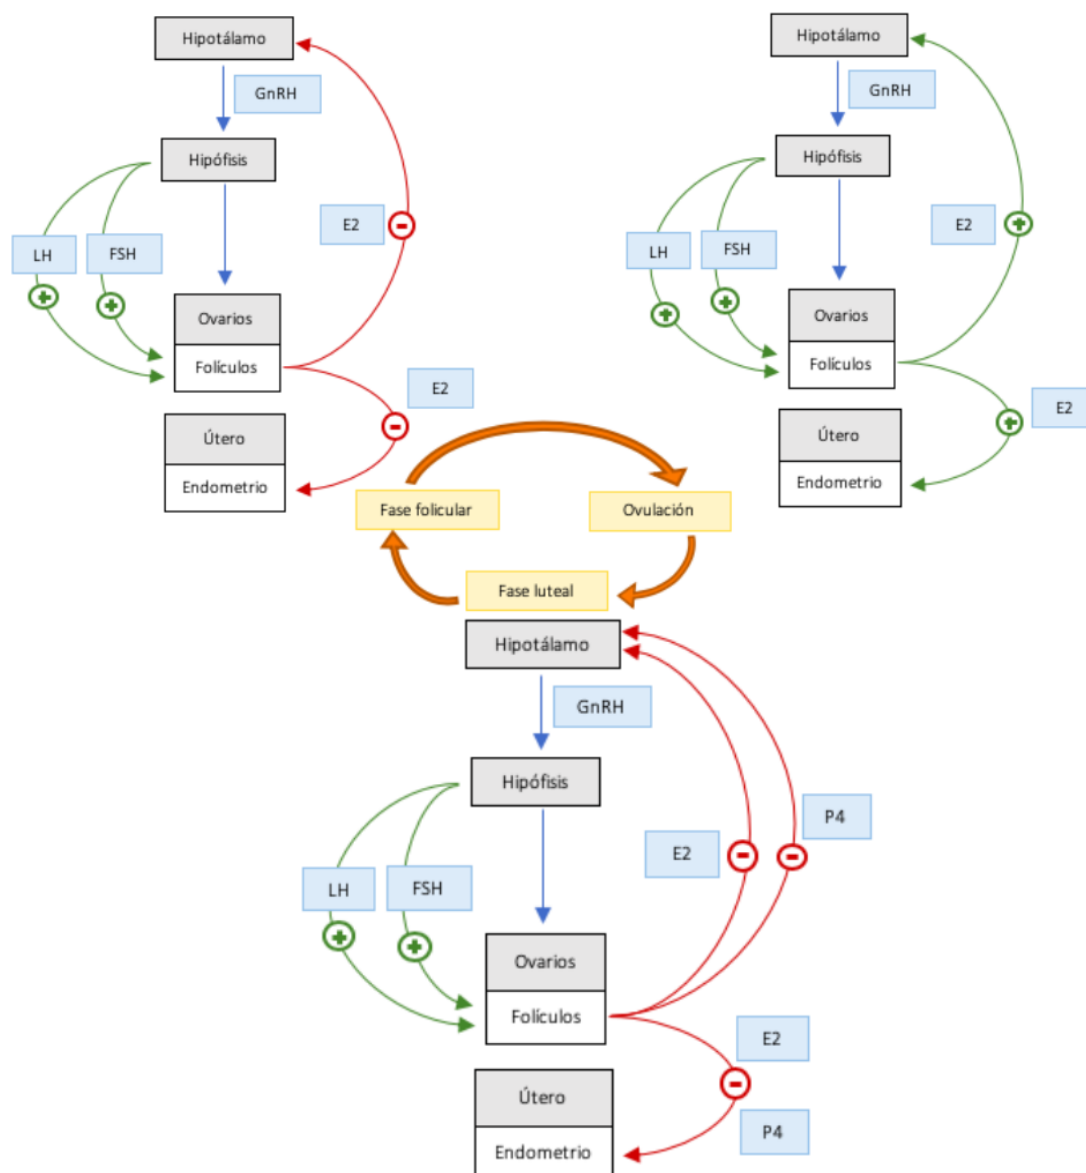 Hipotálamo
GnRH
Hipófisis
LH
FSH
E2
Ovarios
Folículos
E2
Útero
Endometrio
Hipotálamo
GnRH
Hipófisis
LH
FSH
E2
Ovarios
Folículos
E2
Útero
Endometrio
Fase folicular
Ovulación
Fase luteal
Hipotálamo
GnRH
Hipófisis
P4
E2
LH
FSH
Ovarios
Folículos
E2
Útero
P4
Endometrio